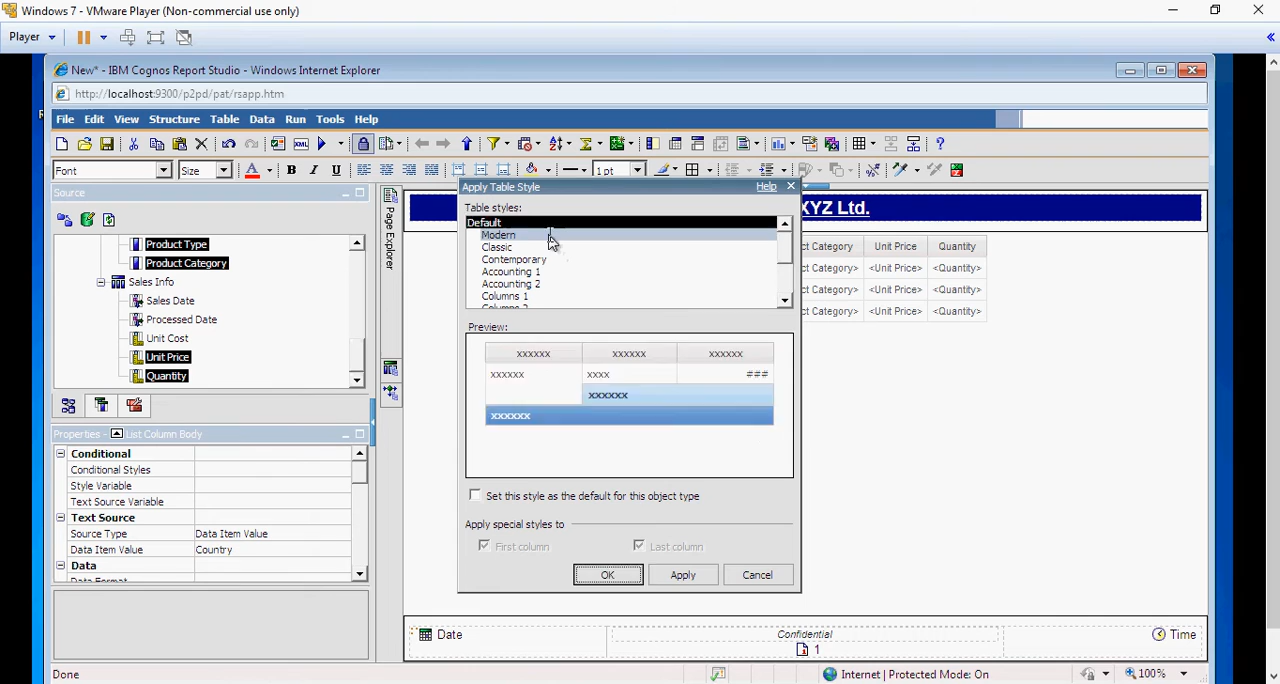 Windows 7 - VMware Player (Non-commercial use only)
Player
New* - IBM Cognos Report Studio - Windows Internet Explorer
http://localhost:9300/p2pd/pat/rsapp.htm
File Edit View Structure Table Data Run Tools Help
Font Size A B I U 1 pt
Source
Product Type
Product Category
Sales Info
Sales Date
Processed Date
Unit Cost
Unit Price
Quantity
Properties - List Column Body
Conditional
Conditional Styles
Style Variable
Text Source Variable
Text Source
Source Type Data Item Value
Data Item Value Country
Data
Page Explorer
Apply Table Style Help
Table styles:
Default
Modern
Classic
Contemporary
Accounting 1
Accounting 2
Columns 1
Preview:
xxxxxx xxxxxx xxxxxx
xxxxxx xxxx ###
xxxxxx
xxxxxx
Set this style as the default for this object type
Apply special styles to
First column Last column
OK Apply Cancel
XYZ Ltd.
Category Unit Price Quantity
ct Category> <Unit Price> <Quantity>
ct Category> <Unit Price> <Quantity>
ct Category> <Unit Price> <Quantity>
Date Confidential Time
1
Done Internet | Protected Mode: On 100%